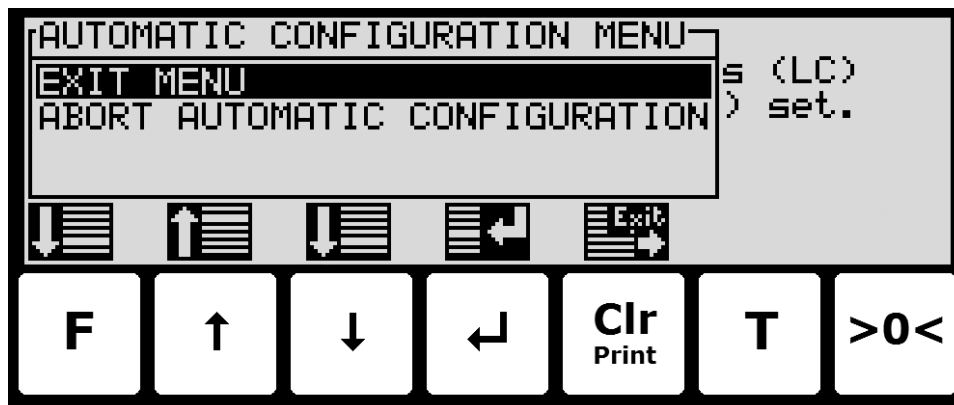 AUTOMATIC CONFIGURATION MENU
EXIT MENU
ABORT AUTOMATIC CONFIGURATION
s (LC)
) set.
Exit
F
↑
↓
↵
Clr
Print
T
>0<